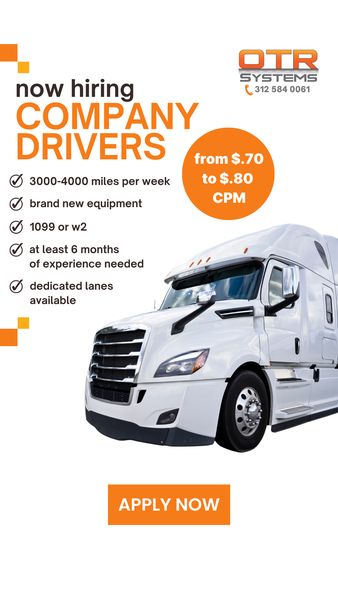 OTR
SYSTEMS
312 584 0061
now hiring
COMPANY
DRIVERS
from $.70
to $.80
CPM
3000-4000 miles per week
brand new equipment
1099 or w2
at least 6 months
of experience needed
dedicated lanes
available
APPLY NOW